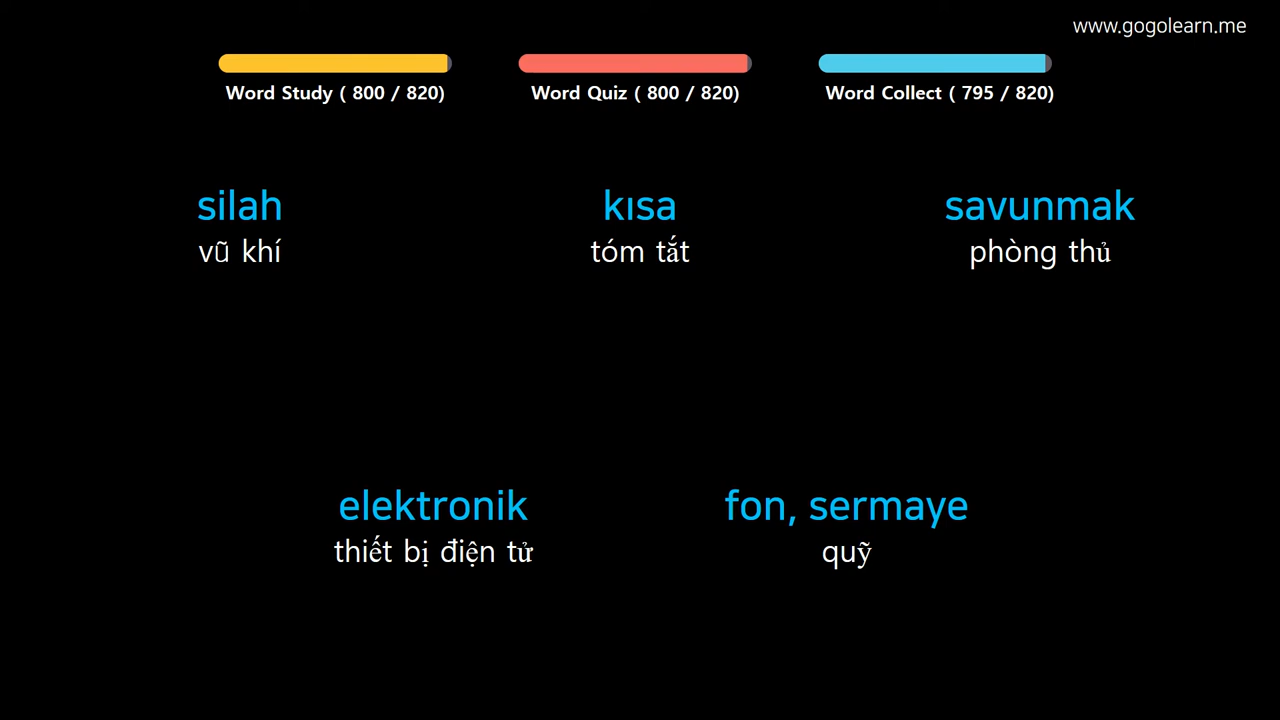 www.gogolearn.me
Word Study ( 800 / 820)
Word Quiz ( 800 / 820)
Word Collect ( 795 / 820)
silah
vũ khí
kısa
tóm tắt
savunmak
phòng thủ
elektronik
thiết bị điện tử
fon, sermaye
quỹ